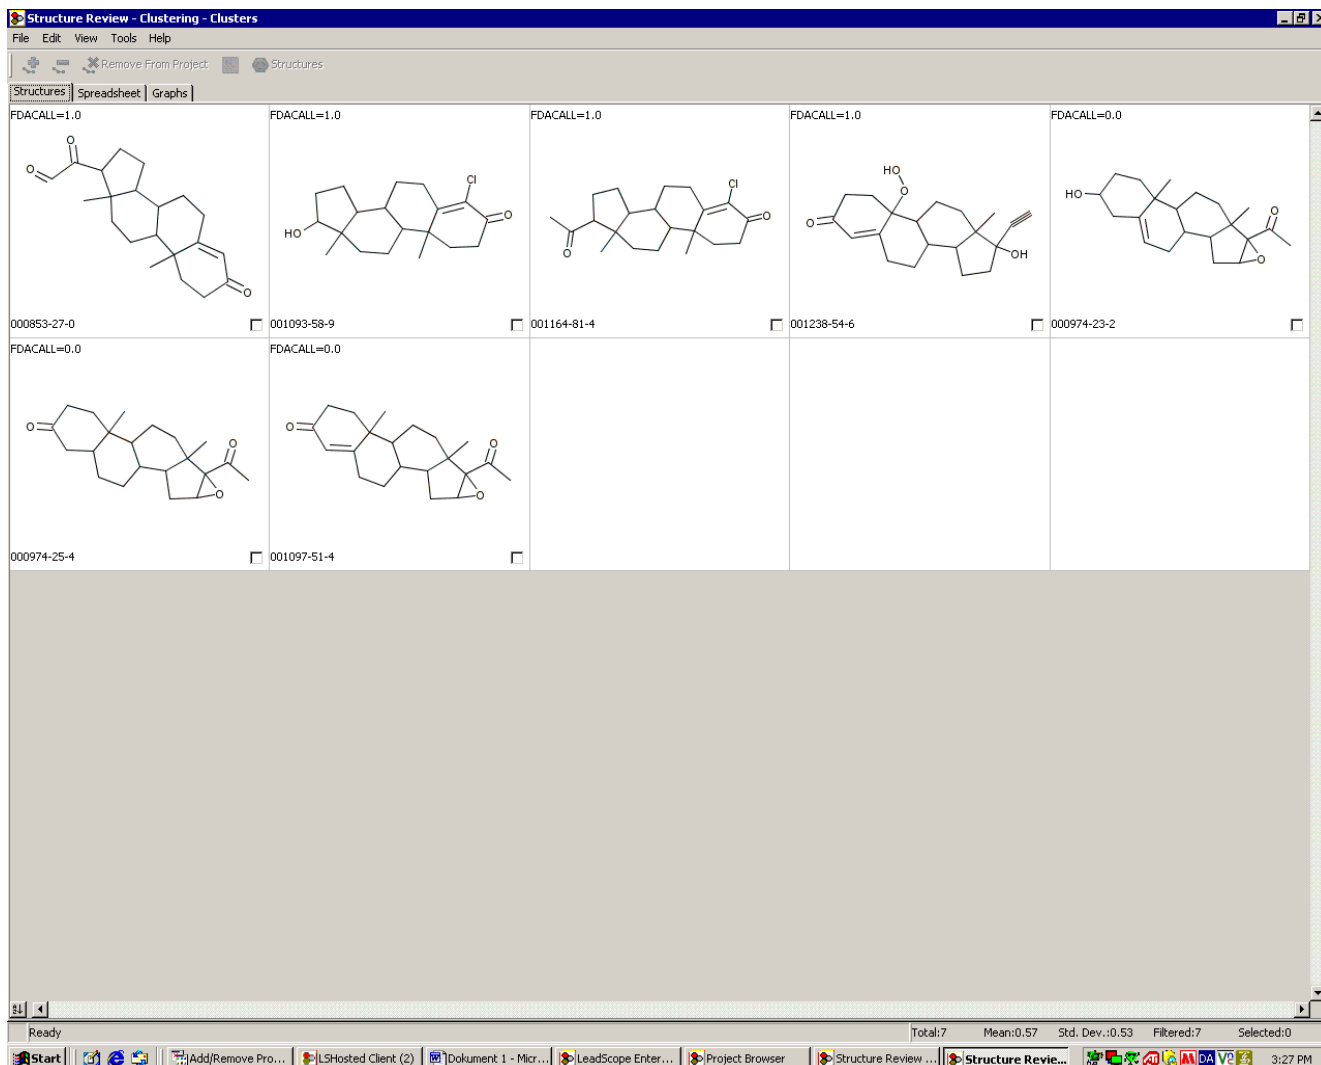 Structure Review - Clustering - Clusters
File Edit View Tools Help
Remove From Project Structures
Structures Spreadsheet Graphs
FDACALL=1.0 FDACALL=1.0 FDACALL=1.0 FDACALL=1.0 FDACALL=0.0
O O
O
HO Cl O
O Cl O
HO O O OH
HO O O
000853-27-0 001093-58-9 001164-81-4 001238-54-6 000974-23-2
FDACALL=0.0 FDACALL=0.0
O O O
O O O
000974-25-4 001097-51-4
Ready Total:7 Mean:0.57 Std. Dev.:0.53 Filtered:7 Selected:0
Start Add/Remove Pro... LSHosted Client (2) Dokument 1 - Micr... LeadScope Enter... Project Browser Structure Review ... Structure Revie... 3:27 PM